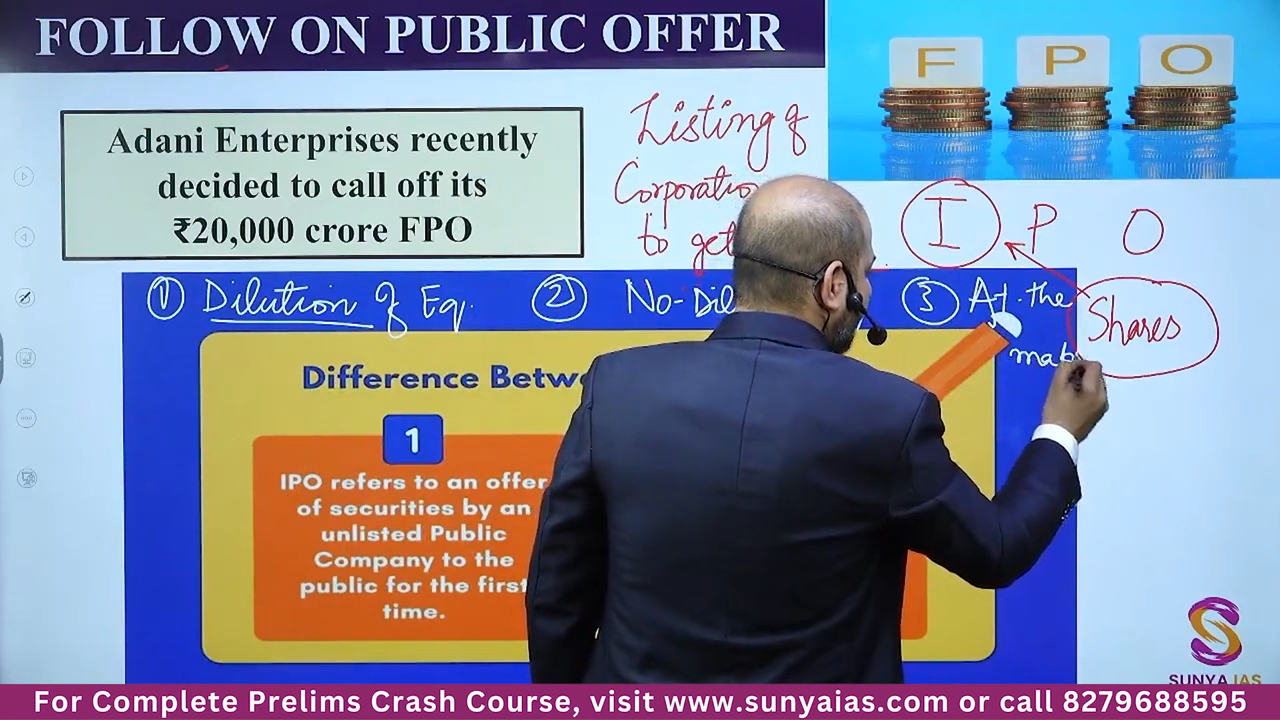 FOLLOW ON PUBLIC OFFER
F P O
Adani Enterprises recently
decided to call off its
₹20,000 crore FPO
Listing of
Corporatio
to get
I P O
Shares
① Dilution of Eq.
② No-Dil
③ At the
Difference Betw
1
IPO refers to an offer
of securities by an
unlisted Public
Company to the
public for the first
time.
SUNYA IAS
For Complete Prelims Crash Course, visit www.sunyaias.com or call 8279688595